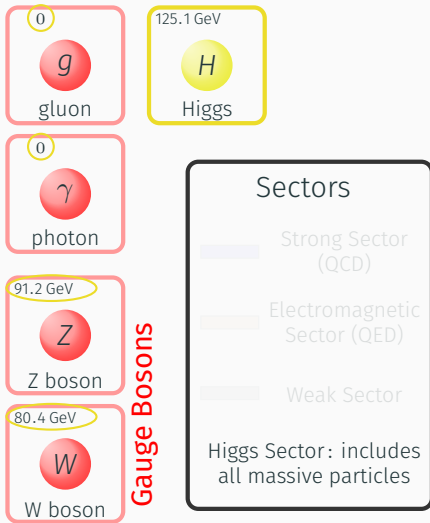 0
g
gluon
125.1 GeV
H
Higgs
0
γ
photon
91.2 GeV
Z
Z boson
80.4 GeV
W
W boson
Gauge Bosons
Sectors
Strong Sector
(QCD)
Electromagnetic
Sector (QED)
Weak Sector
Higgs Sector: includes
all massive particles